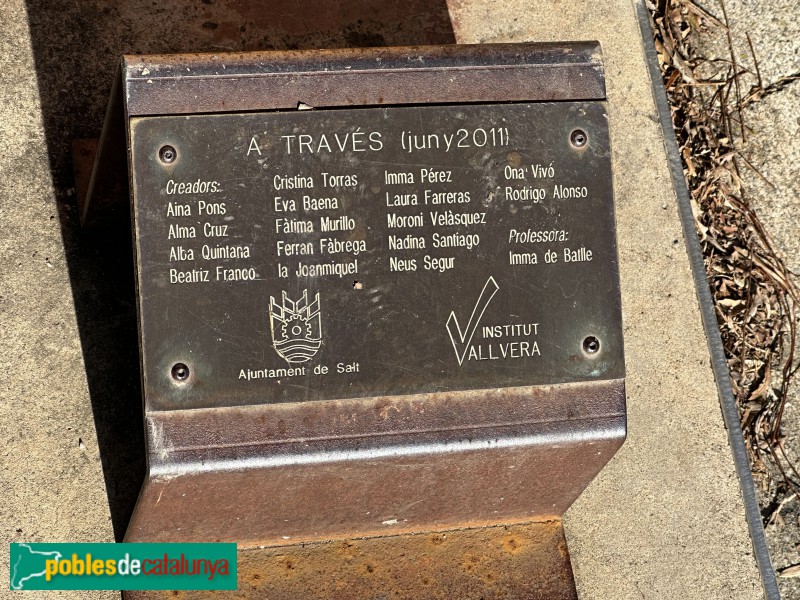 A TRAVÉS (juny2011)
Creadors:
Aina Pons
Alma Cruz
Alba Quintana
Beatriz Franco
Cristina Torras
Eva Baena
Fàtima Murillo
Ferran Fàbrega
Ia Joanmiquel
Imma Pérez
Laura Farreras
Moroni Velàsquez
Nadina Santiago
Neus Segur
Ona Vivó
Rodrigo Alonso
Professora:
Imma de Batlle
Ajuntament de Salt
INSTITUT
VALLVERA
poblesdecatalunya